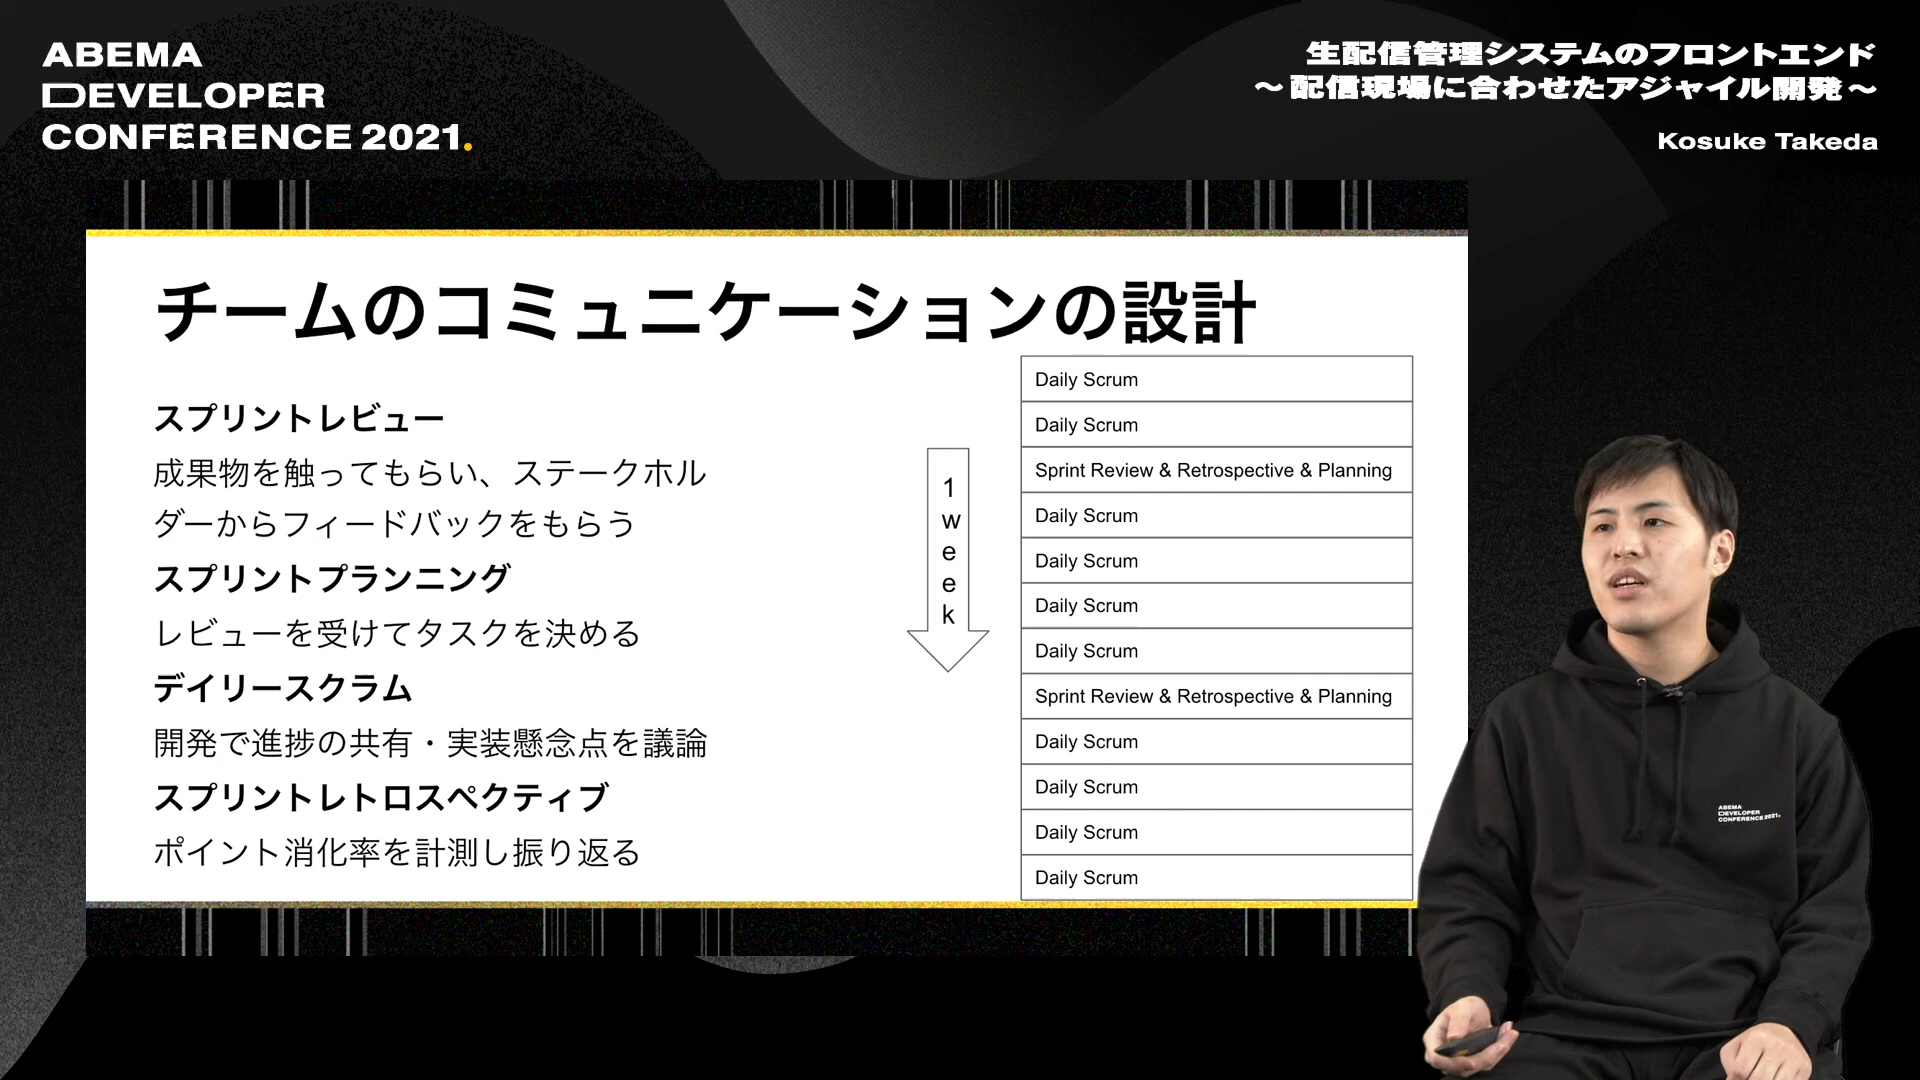 ABEMA
DEVELOPER
CONFERENCE 2021.
生配信管理システムのフロントエンド
〜配信現場に合わせたアジャイル開発〜
Kosuke Takeda
チームのコミュニケーションの設計
スプリントレビュー
成果物を触ってもらい、ステークホル
ダーからフィードバックをもらう
スプリントプランニング
レビューを受けてタスクを決める
デイリースクラム
開発で進捗の共有・実装懸念点を議論
スプリントレトロスペクティブ
ポイント消化率を計測し振り返る
1
w
e
e
k
Daily Scrum
Daily Scrum
Sprint Review & Retrospective & Planning
Daily Scrum
Daily Scrum
Daily Scrum
Daily Scrum
Sprint Review & Retrospective & Planning
Daily Scrum
Daily Scrum
Daily Scrum
Daily Scrum
ABEMA
DEVELOPER
CONFERENCE 2021.